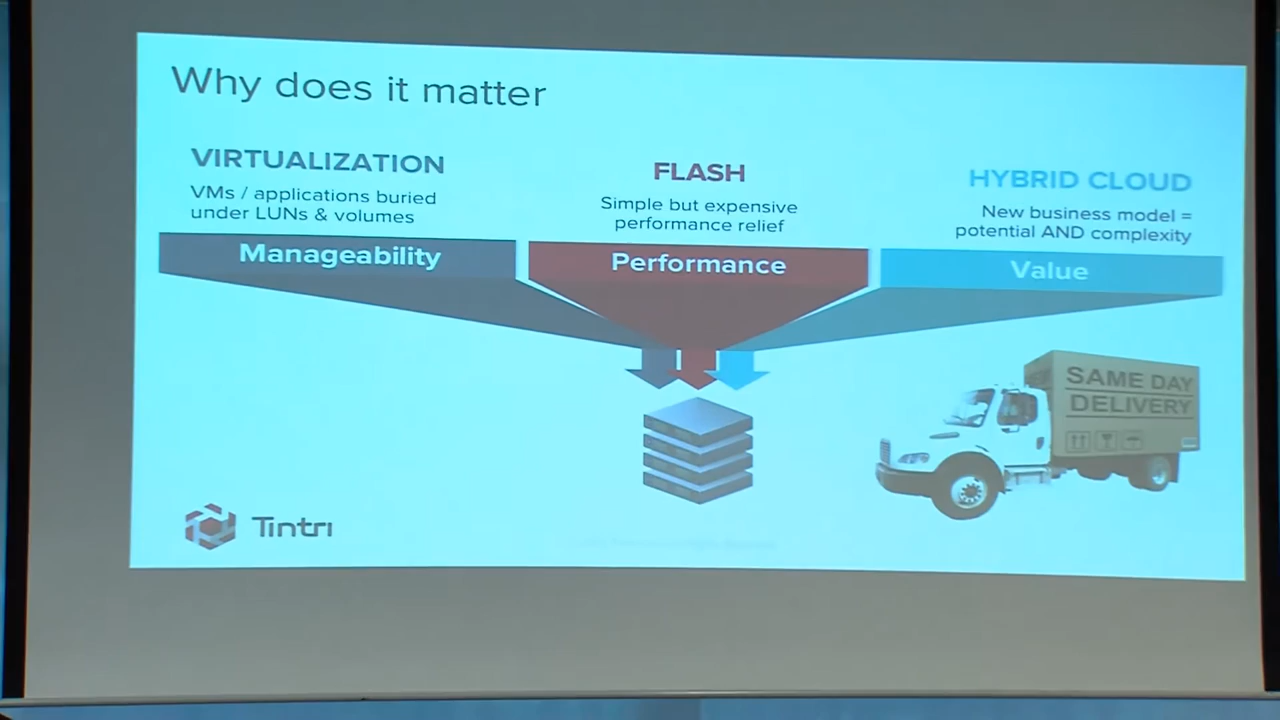 Why does it matter
VIRTUALIZATION
VMs / applications buried
under LUNs & volumes
Manageability
FLASH
Simple but expensive
performance relief
Performance
HYBRID CLOUD
New business model =
potential AND complexity
Value
SAME DAY
DELIVERY
Tintri